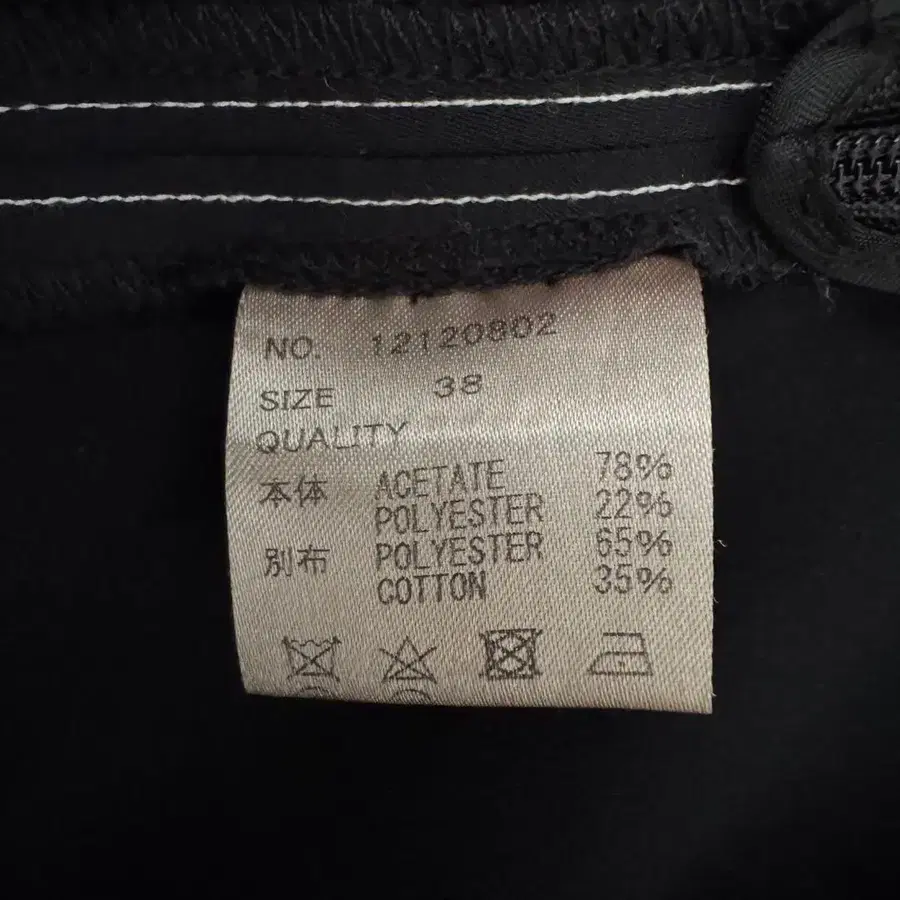 NO. 12120802
SIZE 38
QUALITY
本体 ACETATE 78%
POLYESTER 22%
別布 POLYESTER 65%
COTTON 35%